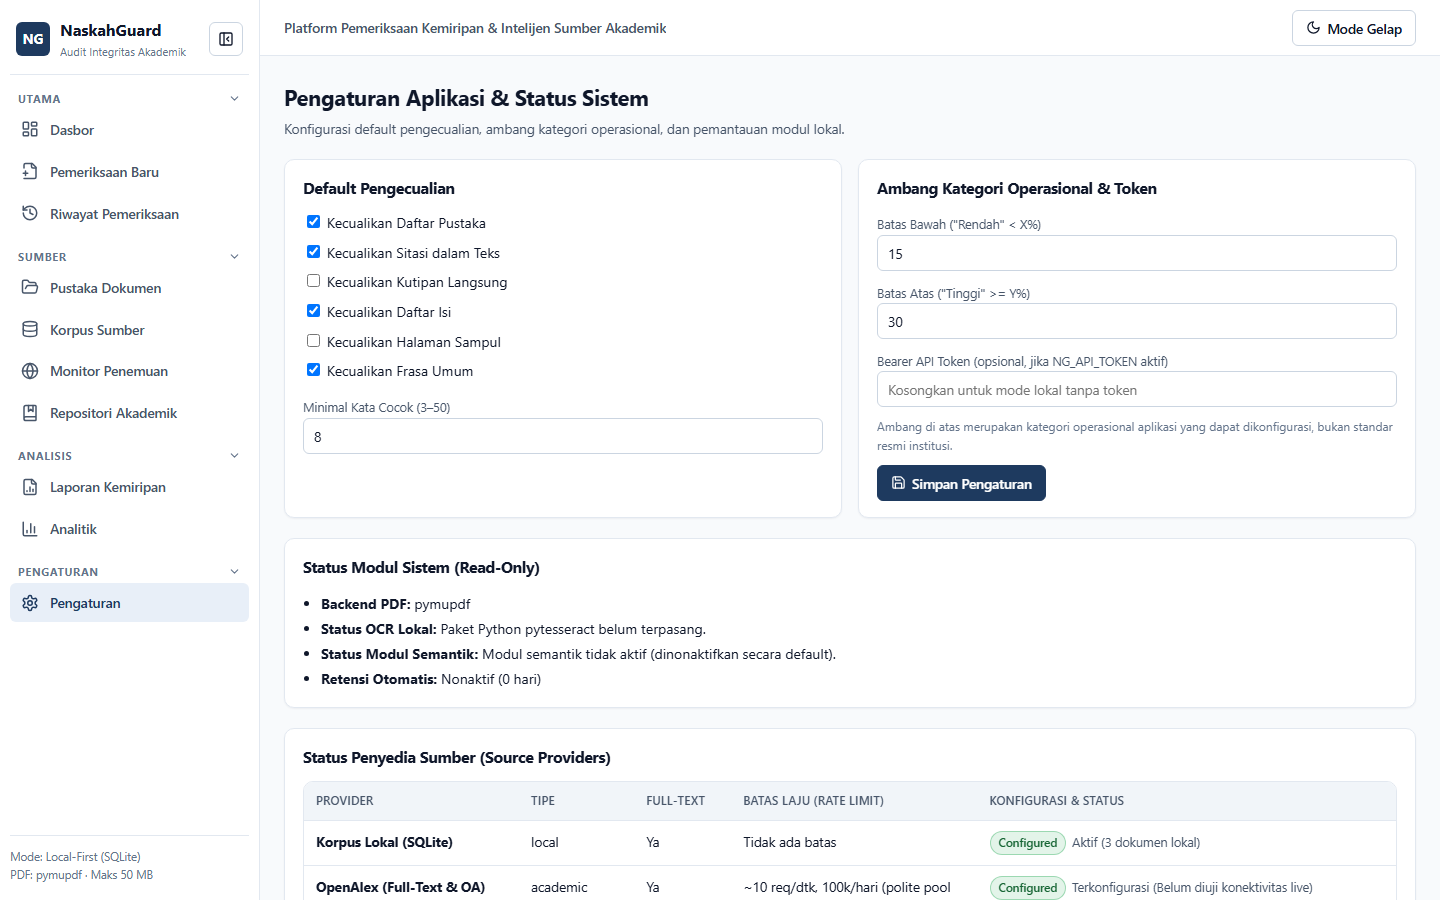 NG
NaskahGuard
Audit Integritas Akademik
UTAMA
Dasbor
Pemeriksaan Baru
Riwayat Pemeriksaan
SUMBER
Pustaka Dokumen
Korpus Sumber
Monitor Penemuan
Repositori Akademik
ANALISIS
Laporan Kemiripan
Analitik
PENGATURAN
Pengaturan
Mode: Local-First (SQLite)
PDF: pymupdf · Maks 50 MB
Platform Pemeriksaan Kemiripan & Intelijen Sumber Akademik
Mode Gelap
Pengaturan Aplikasi & Status Sistem
Konfigurasi default pengecualian, ambang kategori operasional, dan pemantauan modul lokal.
Default Pengecualian
Kecualikan Daftar Pustaka
Kecualikan Sitasi dalam Teks
Kecualikan Kutipan Langsung
Kecualikan Daftar Isi
Kecualikan Halaman Sampul
Kecualikan Frasa Umum
Minimal Kata Cocok (3–50)
8
Ambang Kategori Operasional & Token
Batas Bawah ("Rendah" < X%)
15
Batas Atas ("Tinggi" >= Y%)
30
Bearer API Token (opsional, jika NG_API_TOKEN aktif)
Kosongkan untuk mode lokal tanpa token
Ambang di atas merupakan kategori operasional aplikasi yang dapat dikonfigurasi, bukan standar
resmi institusi.
Simpan Pengaturan
Status Modul Sistem (Read-Only)
• Backend PDF: pymupdf
• Status OCR Lokal: Paket Python pytesseract belum terpasang.
• Status Modul Semantik: Modul semantik tidak aktif (dinonaktifkan secara default).
• Retensi Otomatis: Nonaktif (0 hari)
Status Penyedia Sumber (Source Providers)
PROVIDER TIPE FULL-TEXT BATAS LAJU (RATE LIMIT) KONFIGURASI & STATUS
Korpus Lokal (SQLite) local Ya Tidak ada batas Configured Aktif (3 dokumen lokal)
OpenAlex (Full-Text & OA) academic Ya ~10 req/dtk, 100k/hari (polite pool Configured Terkonfigurasi (Belum diuji konektivitas live)